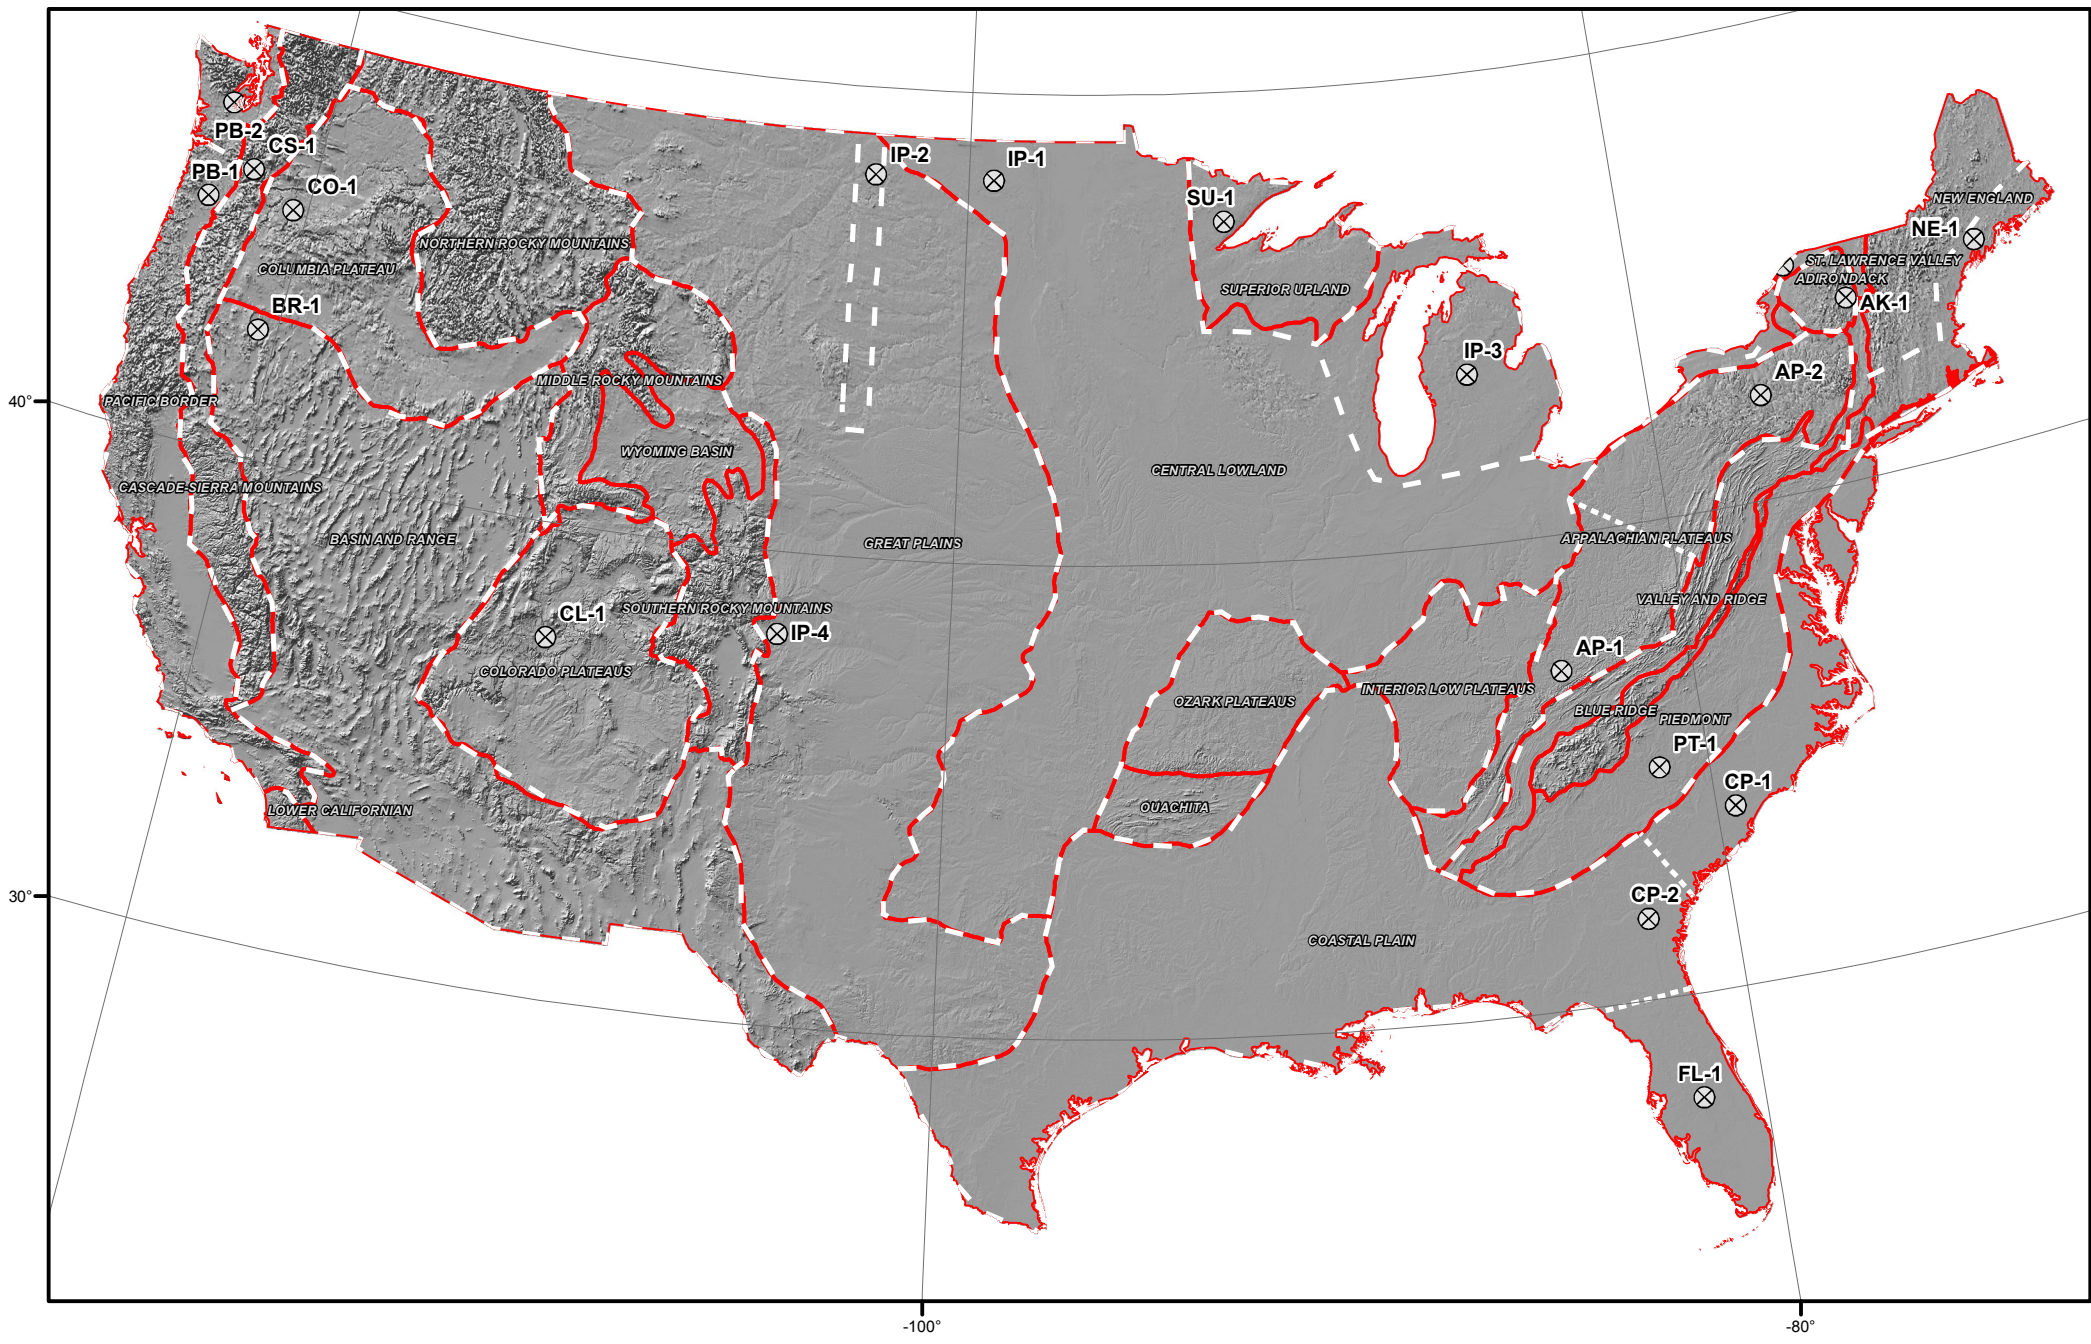 PB-2
CS-1
IP-2
IP-1
PB-1
CO-1
SU-1
NEW ENGLAND
NE-1
NORTHERN ROCKY MOUNTAINS
COLUMBIA PLATEAU
ST. LAWRENCE VALLEY
ADIRONDACK
SUPERIOR UPLAND
BR-1
AK-1
IP-3
MIDDLE ROCKY MOUNTAINS
AP-2
40°
PACIFIC BORDER
WYOMING BASIN
CENTRAL LOWLAND
CASCADE-SIERRA MOUNTAINS
BASIN AND RANGE
GREAT PLAINS
APPALACHIAN PLATEAUS
CL-1
SOUTHERN ROCKY MOUNTAINS
VALLEY AND RIDGE
IP-4
AP-1
COLORADO PLATEAUS
INTERIOR LOW PLATEAUS
OZARK PLATEAUS
BLUE RIDGE
PIEDMONT
PT-1
CP-1
LOWER CALIFORNIAN
OUACHITA
30°
CP-2
COASTAL PLAIN
FL-1
-100°
-80°